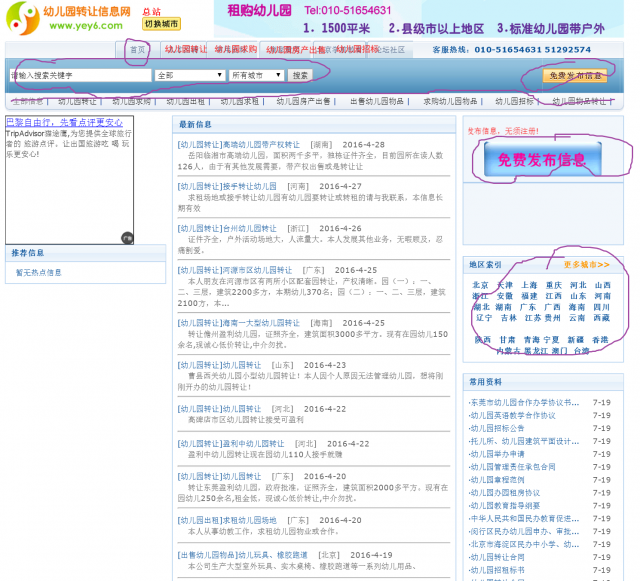 幼儿园转让信息网
www.yey6.com
总站
切换城市
租购幼儿园 Tel:010-51654631
1. 1500平米 2.县级市以上地区 3.标准幼儿园带户外
首页 幼儿园转让 幼儿园求购 幼儿园房产出售 幼儿园招标 论坛社区 客服热线: 010-51654631 51292574
请输入搜索关键字 全部 所有城市 搜索 免费发布信息
全部信息 | 幼儿园转让 | 幼儿园求购 | 幼儿园出租 | 幼儿园求租 | 幼儿园房产出售 | 出售幼儿园物品 | 求购幼儿园物品 | 幼儿园招标 | 幼儿园物品转让 |
巴黎自由行，先看点评更安心
TripAdvisor猫途鹰,为您提供全球旅行者的 旅游点评，让出国旅游吃 喝 玩 乐更安心!
广告
推荐信息
暂无热点信息
最新信息
[幼儿园转让]高端幼儿园带产权转让 [湖南] 2016-4-28
岳阳临湘市高端幼儿园，面积两千多平，独栋证件齐全，目前园所在读人数
126人，由于有其他发展需要，带产权出售或是转让让
[幼儿园转让]接手转让幼儿园 [河南] 2016-4-27
求租场地或接手转让幼儿园有幼儿园要转让或转租的请与我联系，本信息长
期有效
[幼儿园转让]台州幼儿园转让 [浙江] 2016-4-26
证件齐全，户外活动场地大，人流量大。本人发展其他业务，无暇顾及，忍
痛割爱。
[幼儿园转让]河源市区幼儿园转让 [广东] 2016-4-25
本人朋友在河源市区有两所小区配套园转让，产权清晰。园（一）：一、
二、三层，建筑2200多方，本期幼儿370名；园（二）：一、二、三层，建筑
2100方，本...
[幼儿园转让]海南一大型幼儿园转让 [海南] 2016-4-25
转让儋州盈利幼儿园，证照齐全，建筑面积3000多平方。现有在园幼儿150
余名,现诚心低价转让,中介勿扰。
[幼儿园转让]幼儿园转让 [山东] 2016-4-23
曹县西关幼儿园小型幼儿园转让！本人因个人原因无法管理幼儿园，想将刚
刚开办的幼儿园转让！
[幼儿园转让]幼儿园转让 [河北] 2016-4-22
高碑店市区幼儿园转让接受可盈利
[幼儿园转让]盈利中幼儿园转让 [河北] 2016-4-22
盈利中幼儿园转让现在园幼儿110人接手就赚
[幼儿园转让]幼儿园转让 [广东] 2016-4-20
转让东莞盈利幼儿园，政府批准，证照齐全，建筑面积2000多平方，现有在
园幼儿250余名,租金低，现诚心低价转让,中介勿扰。
[幼儿园出租]求租幼儿园场地 [广东] 2016-4-20
本人从事幼教工作，求租幼儿园物业或合作。
[出售幼儿园物品]幼儿园玩具、橡胶跑道 [北京] 2016-4-19
本公司生产大型室外玩具，实木桌椅、橡胶跑道等一系列幼儿用品、
发布信息，无须注册!
免费发布信息
地区索引 更多城市>>
北京 天津 上海 重庆 河北 山西
浙江 安徽 福建 江西 山东 河南
湖北 湖南 广东 广西 海南 四川
辽宁 吉林 江苏 贵州 云南 西藏
陕西 甘肃 青海 宁夏 新疆 香港
内蒙古 黑龙江 澳门 台湾
常用资料
·东莞市幼儿园合作办学协议书... 7-19
·幼儿园英语教学合作协议 7-19
·幼儿园招标公告 7-19
·托儿所、幼儿园建筑平面设计... 7-19
·幼儿园举办申请 7-19
·幼儿园管理责任承包合同 7-19
·幼儿园章程范例 7-19
·幼儿园办园租房协议 7-19
·幼儿园教育指导纲要 7-19
·中华人民共和国民办教育促进... 7-19
·闵行区民办幼儿园申办、审批... 7-19
·北京市海淀区民办中小学、幼... 7-19
·幼儿园转让合同 7-19
·幼儿园招租标书 7-19